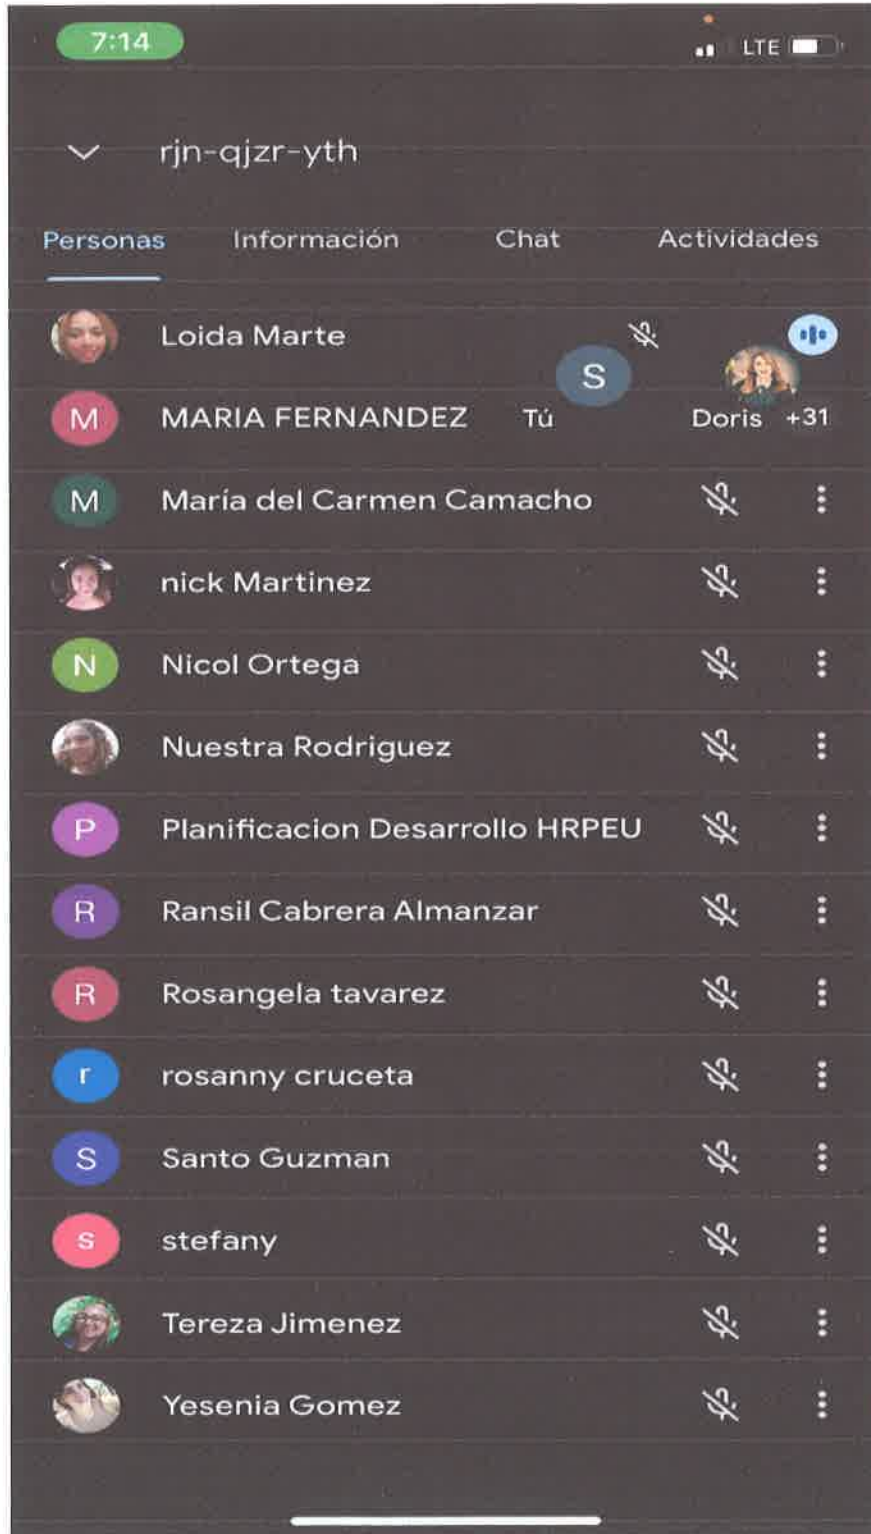 7:14 LTE
rjn-qjzr-yth
Personas Información Chat Actividades
Loida Marte
S
M MARIA FERNANDEZ Tú Doris +31
M María del Carmen Camacho
nick Martinez
N Nicol Ortega
Nuestra Rodriguez
P Planificacion Desarrollo HRPEU
R Ransil Cabrera Almanzar
R Rosangela tavarez
r rosanny cruceta
S Santo Guzman
s stefany
Tereza Jimenez
Yesenia Gomez